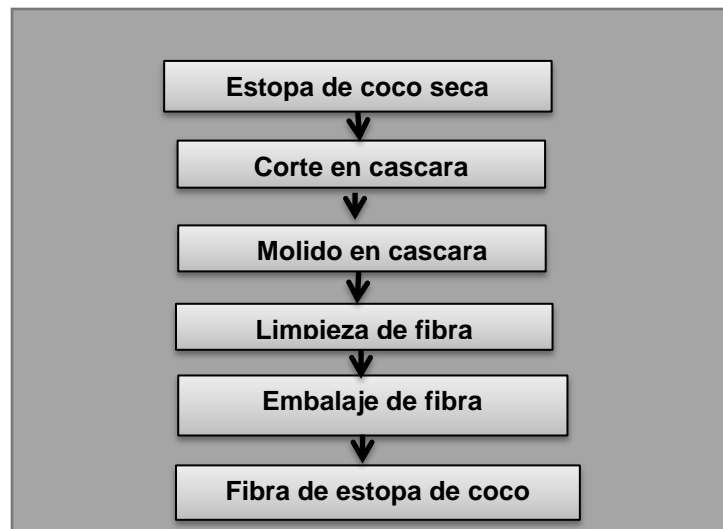 Estopa de coco seca
Corte en cascara
Molido en cascara
Limpieza de fibra
Embalaje de fibra
Fibra de estopa de coco